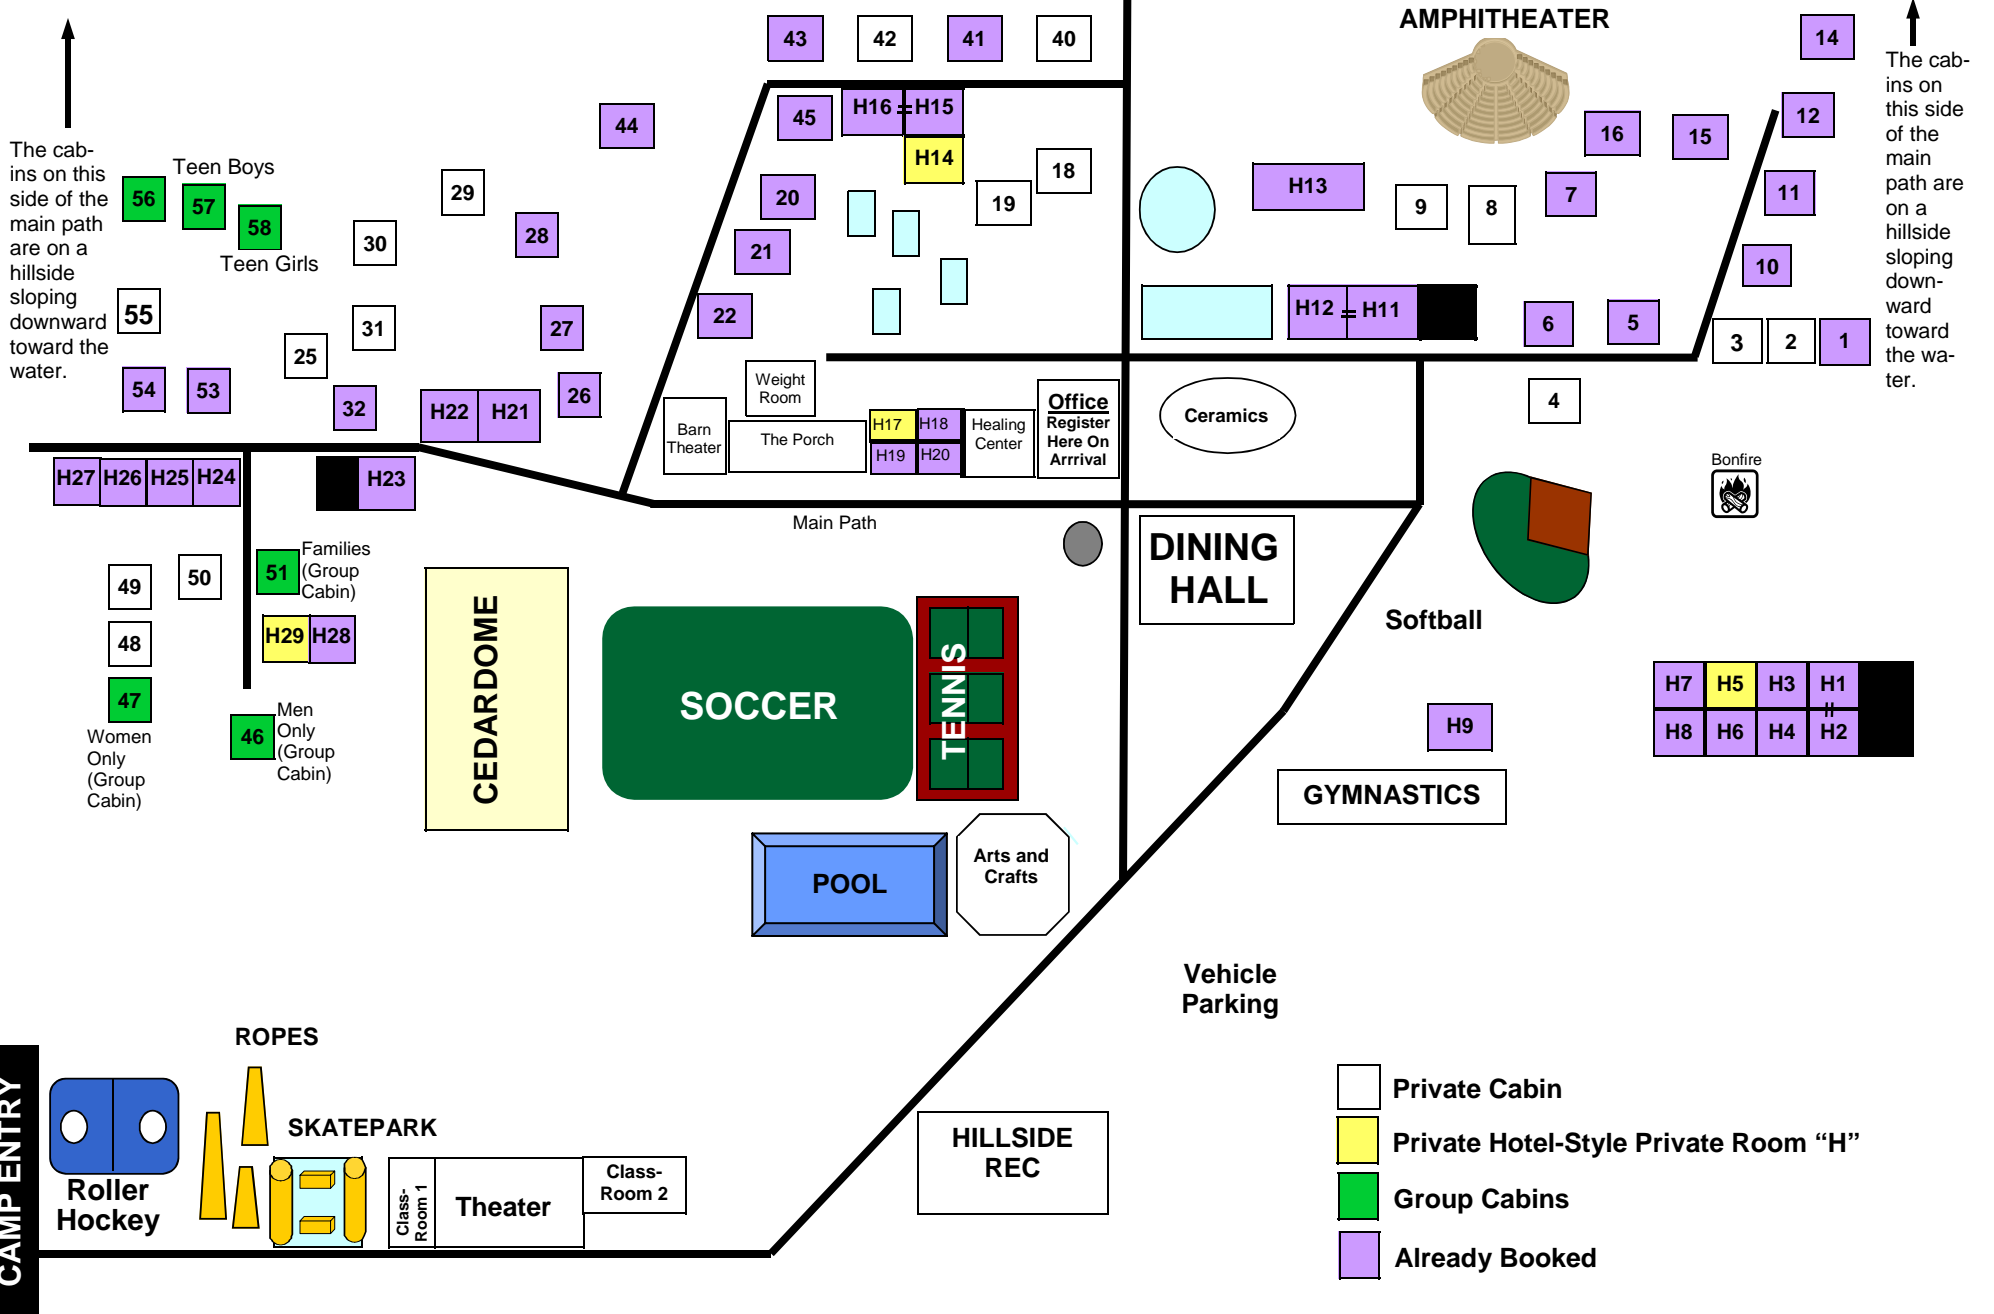 AMPHITHEATER
43
42
41
40
14
The cab-
ins on
this side
of the
main
path are
on a
hillside
sloping
down-
ward
toward
the wa-
ter.
The cab-
ins on this
side of the
main path
are on a
hillside
sloping
downward
toward the
water.
44
45
H16 = H15
H14
18
19
16
15
12
11
10
H13
9
8
7
Teen Boys
56
57
58
Teen Girls
29
30
28
20
21
22
55
31
25
27
H12 = H11
6
5
3
2
1
54
53
32
H22
H21
26
4
Weight
Room
Barn
Theater
The Porch
H17
H18
H19
H20
Healing
Center
Office
Register
Here On
Arrrival
Ceramics
Bonfire
H27
H26
H25
H24
H23
Main Path
49
50
51
Families
(Group
Cabin)
48
H29
H28
47
Women
Only
(Group
Cabin)
46
Men
Only
(Group
Cabin)
CEDARDOME
SOCCER
TENNIS
DINING
HALL
Softball
H7
H5
H3
H1
H8
H6
H4
H2
H9
GYMNASTICS
POOL
Arts and
Crafts
Vehicle
Parking
ROPES
SKATEPARK
CAMP ENTRY
Roller
Hockey
Class-
Room 1
Theater
Class-
Room 2
HILLSIDE
REC
Private Cabin
Private Hotel-Style Private Room “H”
Group Cabins
Already Booked